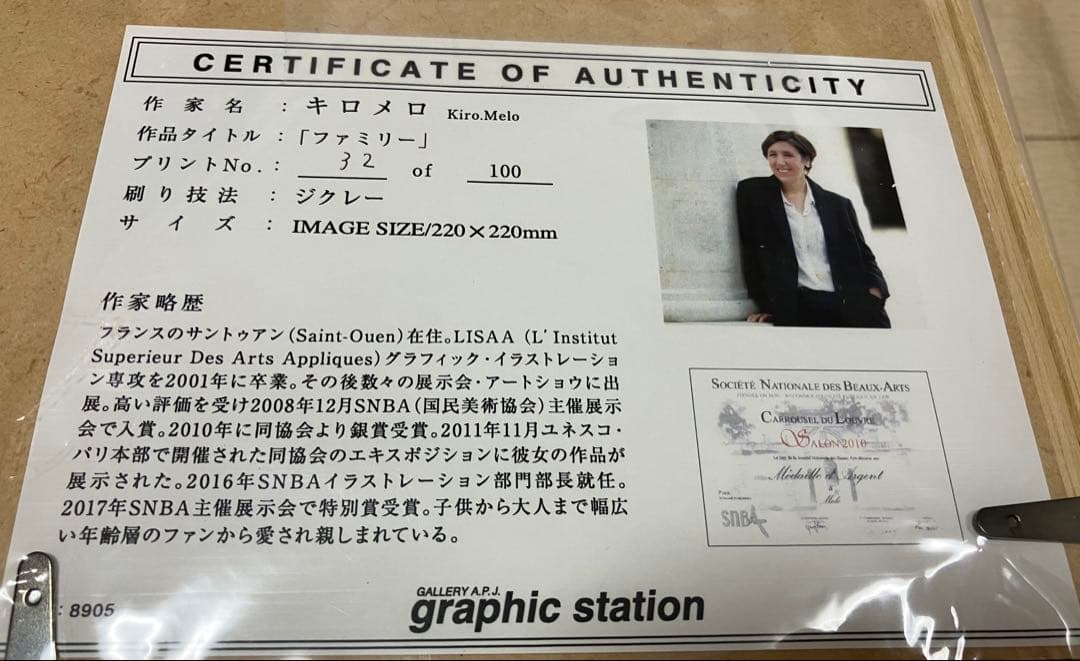 CERTIFICATE OF AUTHENTICITY
作家名 : キロメロ Kiro.Melo
作品タイトル : 「ファミリー」
プリントNo. : 32 of 100
刷り技法 : ジクレー
サイズ : IMAGE SIZE/220×220mm
作家略歴
フランスのサントゥアン(Saint-Ouen)在住。LISAA (L'Institut
Superieur Des Arts Appliques)グラフィック・イラストレーショ
ン専攻を2001年に卒業。その後数々の展示会・アートショウに出
展。高い評価を受け2008年12月SNBA(国民美術協会)主催展示
会で入賞。2010年に同協会より銀賞受賞。2011年11月ユネスコ・
パリ本部で開催された同協会のエキスポジションに彼女の作品が
展示された。2016年SNBAイラストレーション部門部長就任。
2017年SNBA主催展示会で特別賞受賞。子供から大人まで幅広
い年齢層のファンから愛され親しまれている。
SOCIÉTÉ NATIONALE DES BEAUX-ARTS
CARROUSEL DU LOUVRE
SALON 2010
Médaille d'Argent
à
Melo
SNBA
: 8905
GALLERY A.P.J.
graphic station